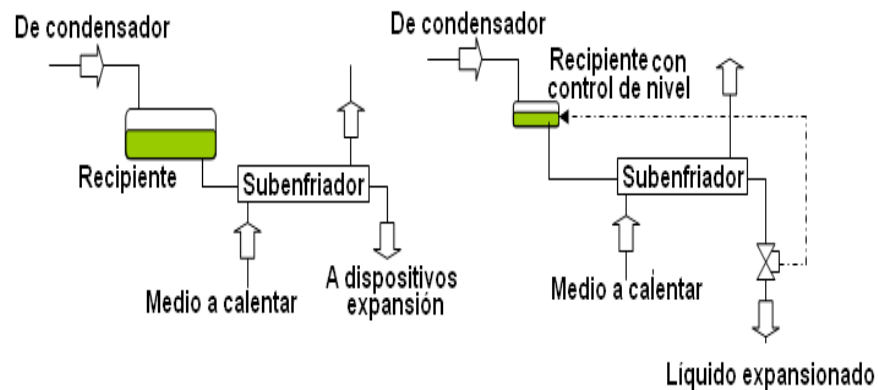 De condensador
Recipiente
Subenfriador
Medio a calentar
A dispositivos
expansión
De condensador
Recipiente con
control de nivel
Subenfriador
Medio a calentar
Líquido expansionado